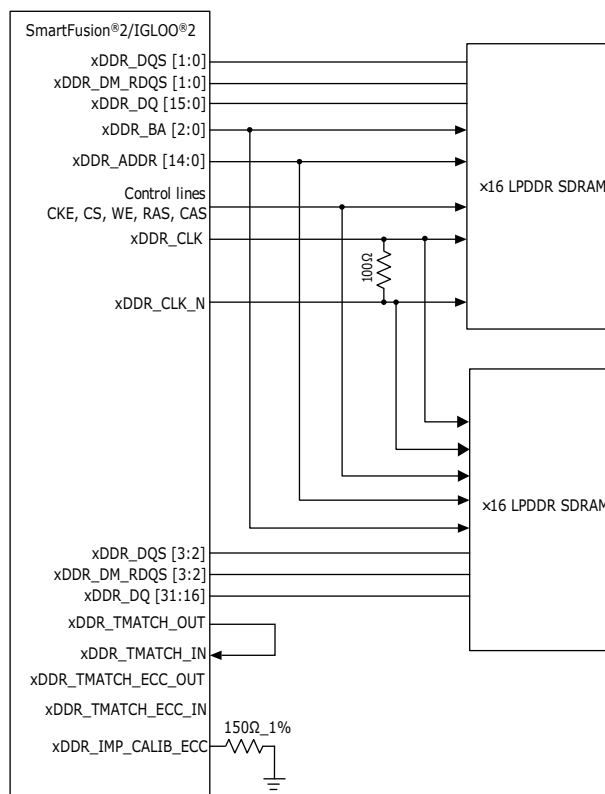 SmartFusion®2/IGLOO®2
xDDR_DQS [1:0]
xDDR_DM_RDQS [1:0]
xDDR_DQ [15:0]
xDDR_BA [2:0]
xDDR_ADDR [14:0]
Control lines
CKE, CS, WE, RAS, CAS
xDDR_CLK
xDDR_CLK_N
100Ω
×16 LPDDR SDRAM
×16 LPDDR SDRAM
xDDR_DQS [3:2]
xDDR_DM_RDQS [3:2]
xDDR_DQ [31:16]
xDDR_TMATCH_OUT
xDDR_TMATCH_IN
xDDR_TMATCH_ECC_OUT
xDDR_TMATCH_ECC_IN
xDDR_IMP_CALIB_ECC
150Ω_1%